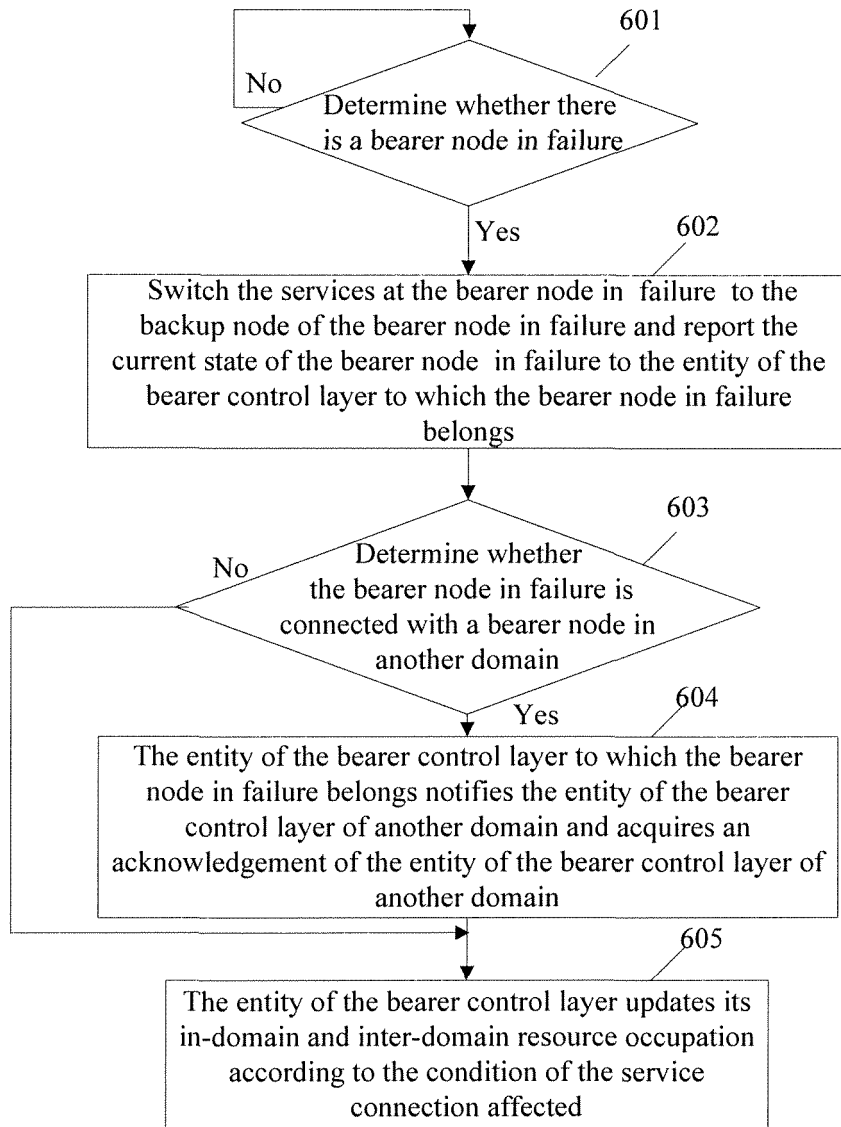 601
No
Determine whether there
is a bearer node in failure
Yes
602
Switch the services at the bearer node in failure to the
backup node of the bearer node in failure and report the
current state of the bearer node in failure to the entity of the
bearer control layer to which the bearer node in failure
belongs
603
No
Determine whether
the bearer node in failure is
connected with a bearer node in
another domain
Yes
604
The entity of the bearer control layer to which the bearer
node in failure belongs notifies the entity of the bearer
control layer of another domain and acquires an
acknowledgement of the entity of the bearer control layer of
another domain
605
The entity of the bearer control layer updates its
in-domain and inter-domain resource occupation
according to the condition of the service
connection affected